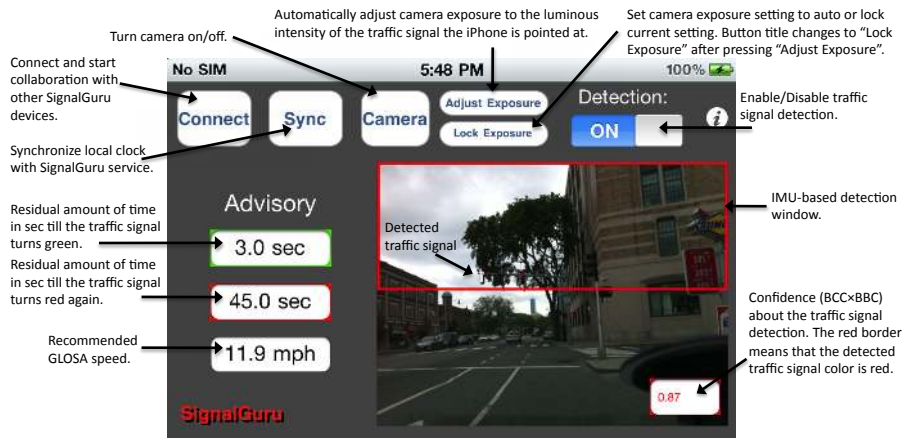 Automatically adjust camera exposure to the luminous
intensity of the traffic signal the iPhone is pointed at.
Set camera exposure setting to auto or lock
current setting. Button title changes to “Lock
Exposure” after pressing “Adjust Exposure”.
Turn camera on/off.
Connect and start
collaboration with
other SignalGuru
devices.
Synchronize local clock
with SignalGuru service.
No SIM
5:48 PM
100%
Connect
Sync
Camera
Adjust Exposure
Lock Exposure
Detection:
ON
i
Enable/Disable traffic
signal detection.
Advisory
Residual amount of time
in sec till the traffic signal
turns green.
3.0 sec
Residual amount of time
in sec till the traffic signal
turns red again.
45.0 sec
Recommended
GLOSA speed.
11.9 mph
SignalGuru
Detected
traffic signal
IMU-based detection
window.
Confidence (BCC×BBC)
about the traffic signal
detection. The red border
means that the detected
traffic signal color is red.
0.87